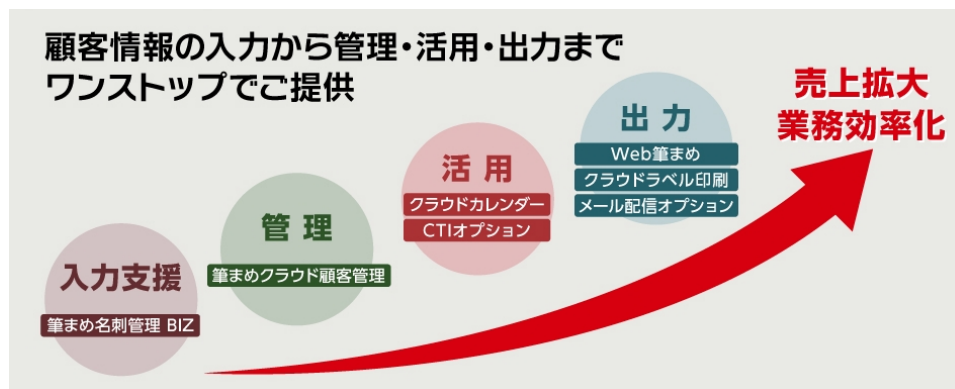 顧客情報の入力から管理・活用・出力まで
ワンストップでご提供
売上拡大
業務効率化
出力
Web筆まめ
クラウドラベル印刷
メール配信オプション
活用
クラウドカレンダー
CTIオプション
管理
筆まめクラウド顧客管理
入力支援
筆まめ名刺管理 BIZ